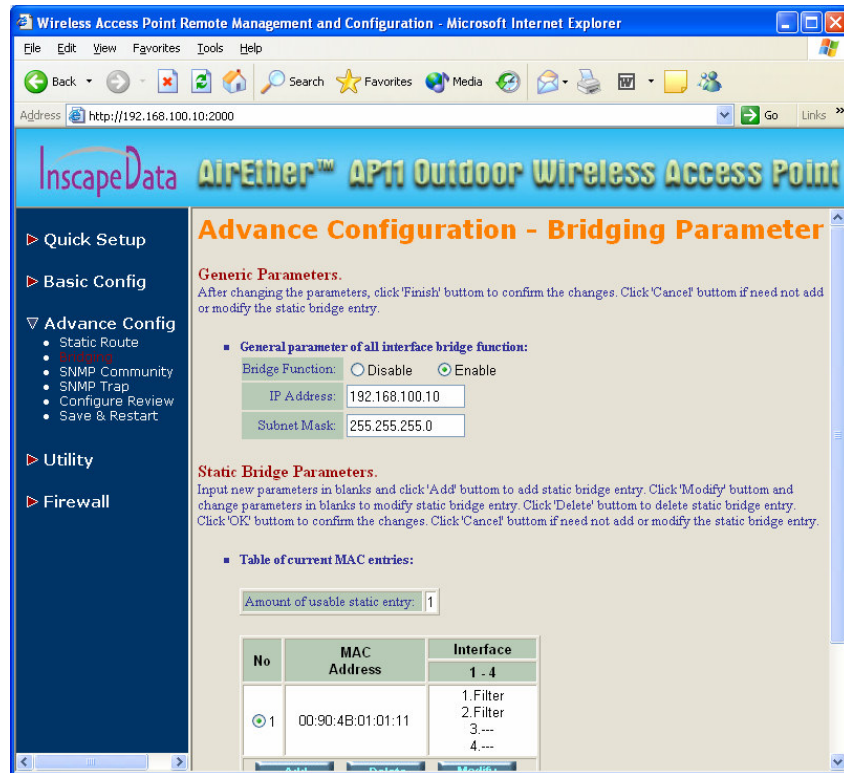 Wireless Access Point Remote Management and Configuration - Microsoft Internet Explorer
File Edit View Favorites Tools Help
Back Search Favorites Media
Address http://192.168.100.10:2000 Go Links »
InscapeData AirEther™ AP11 Outdoor Wireless Access Point
Quick Setup
Basic Config
Advance Config
Static Route
Bridging
SNMP Community
SNMP Trap
Configure Review
Save & Restart
Utility
Firewall
Advance Configuration - Bridging Parameter
Generic Parameters.
After changing the parameters, click 'Finish' buttom to confirm the changes. Click 'Cancel' buttom if need not add
or modify the static bridge entry.
General parameter of all interface bridge function:
Bridge Function: Disable Enable
IP Address: 192.168.100.10
Subnet Mask: 255.255.255.0
Static Bridge Parameters.
Input new parameters in blanks and click 'Add' buttom to add static bridge entry. Click 'Modify' buttom and
change parameters in blanks to modify static bridge entry. Click 'Delete' buttom to delete static bridge entry.
Click 'OK' buttom to confirm the changes. Click 'Cancel' buttom if need not add or modify the static bridge entry.
Table of current MAC entries:
Amount of usable static entry: 1
No MAC Address Interface
1 - 4
1 00:90:4B:01:01:11
1.Filter
2.Filter
3.---
4.---
Add Delete Modify